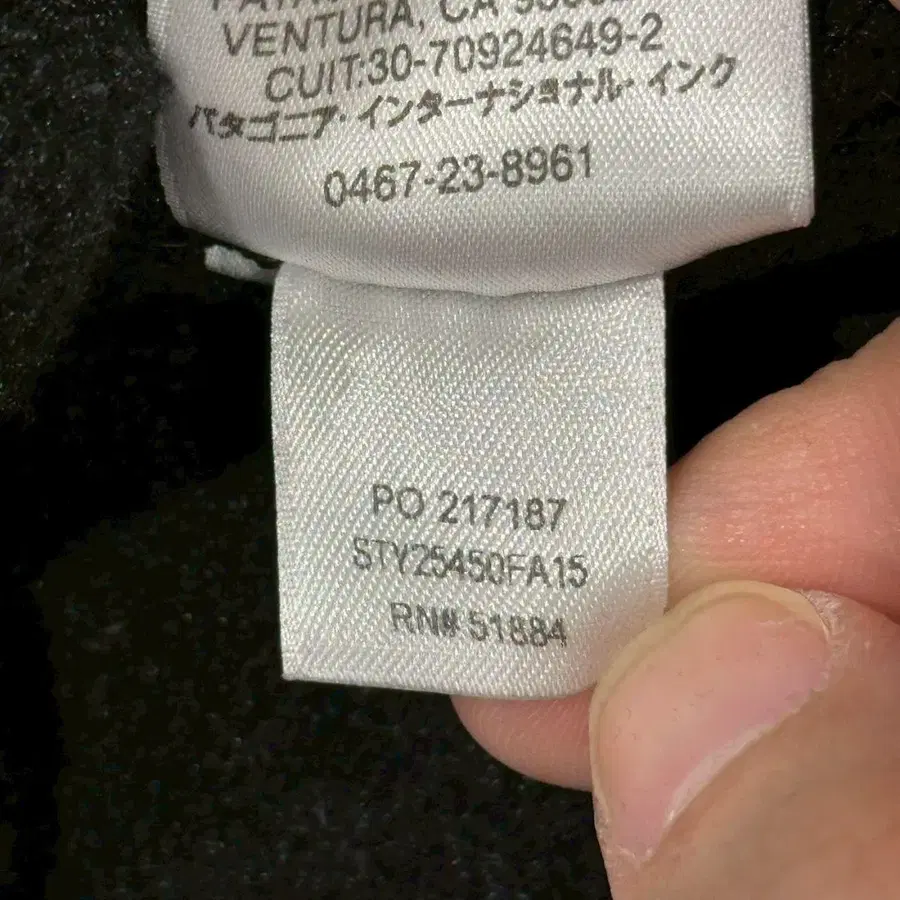 VENTURA, CA
CUIT:30-70924649-2
パタゴニア・インターナショナル・インク
0467-23-8961
PO 217187
STY25450FA15
RN# 51884